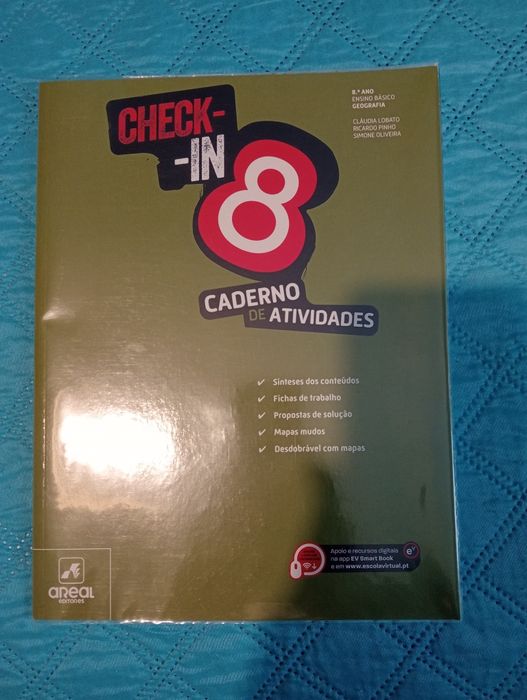 8.º ANO
ENSINO BÁSICO
GEOGRAFIA
CLÁUDIA LOBATO
RICARDO PINHO
SIMONE OLIVEIRA
CHECK-
-IN
8
CADERNO
DE ATIVIDADES
✓ Sínteses dos conteúdos
✓ Fichas de trabalho
✓ Propostas de solução
✓ Mapas mudos
✓ Desdobrável com mapas
Apoio e recursos digitais
na app EV Smart Book
e em www.escolavirtual.pt
eV
AREAL
EDITORES